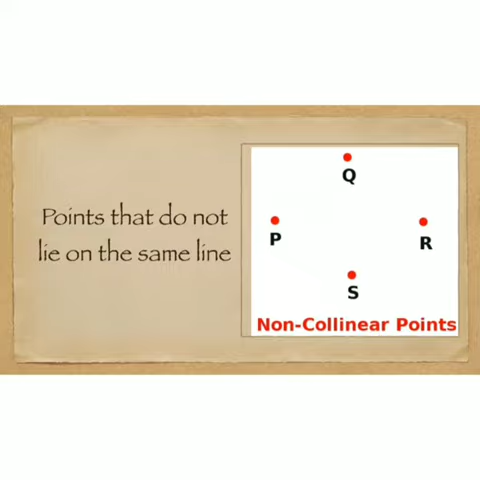 Points that do not
lie on the same line
Q
P
R
S
Non-Collinear Points